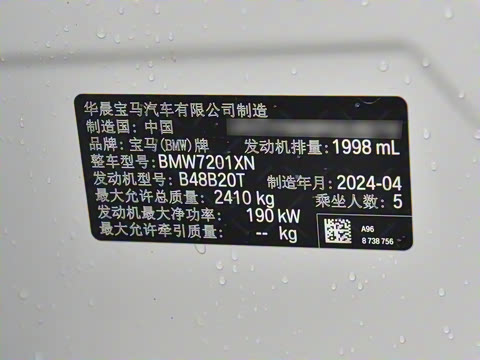 华晨宝马汽车有限公司制造
制造国：中国
品牌：宝马(BMW)牌 发动机排量：1998 mL
整车型号：BMW7201XN
发动机型号：B48B20T 制造年月：2024-04
最大允许总质量：2410 kg 乘坐人数：5
发动机最大净功率：190 kW
最大允许牵引质量：-- kg
A96
8 738 756